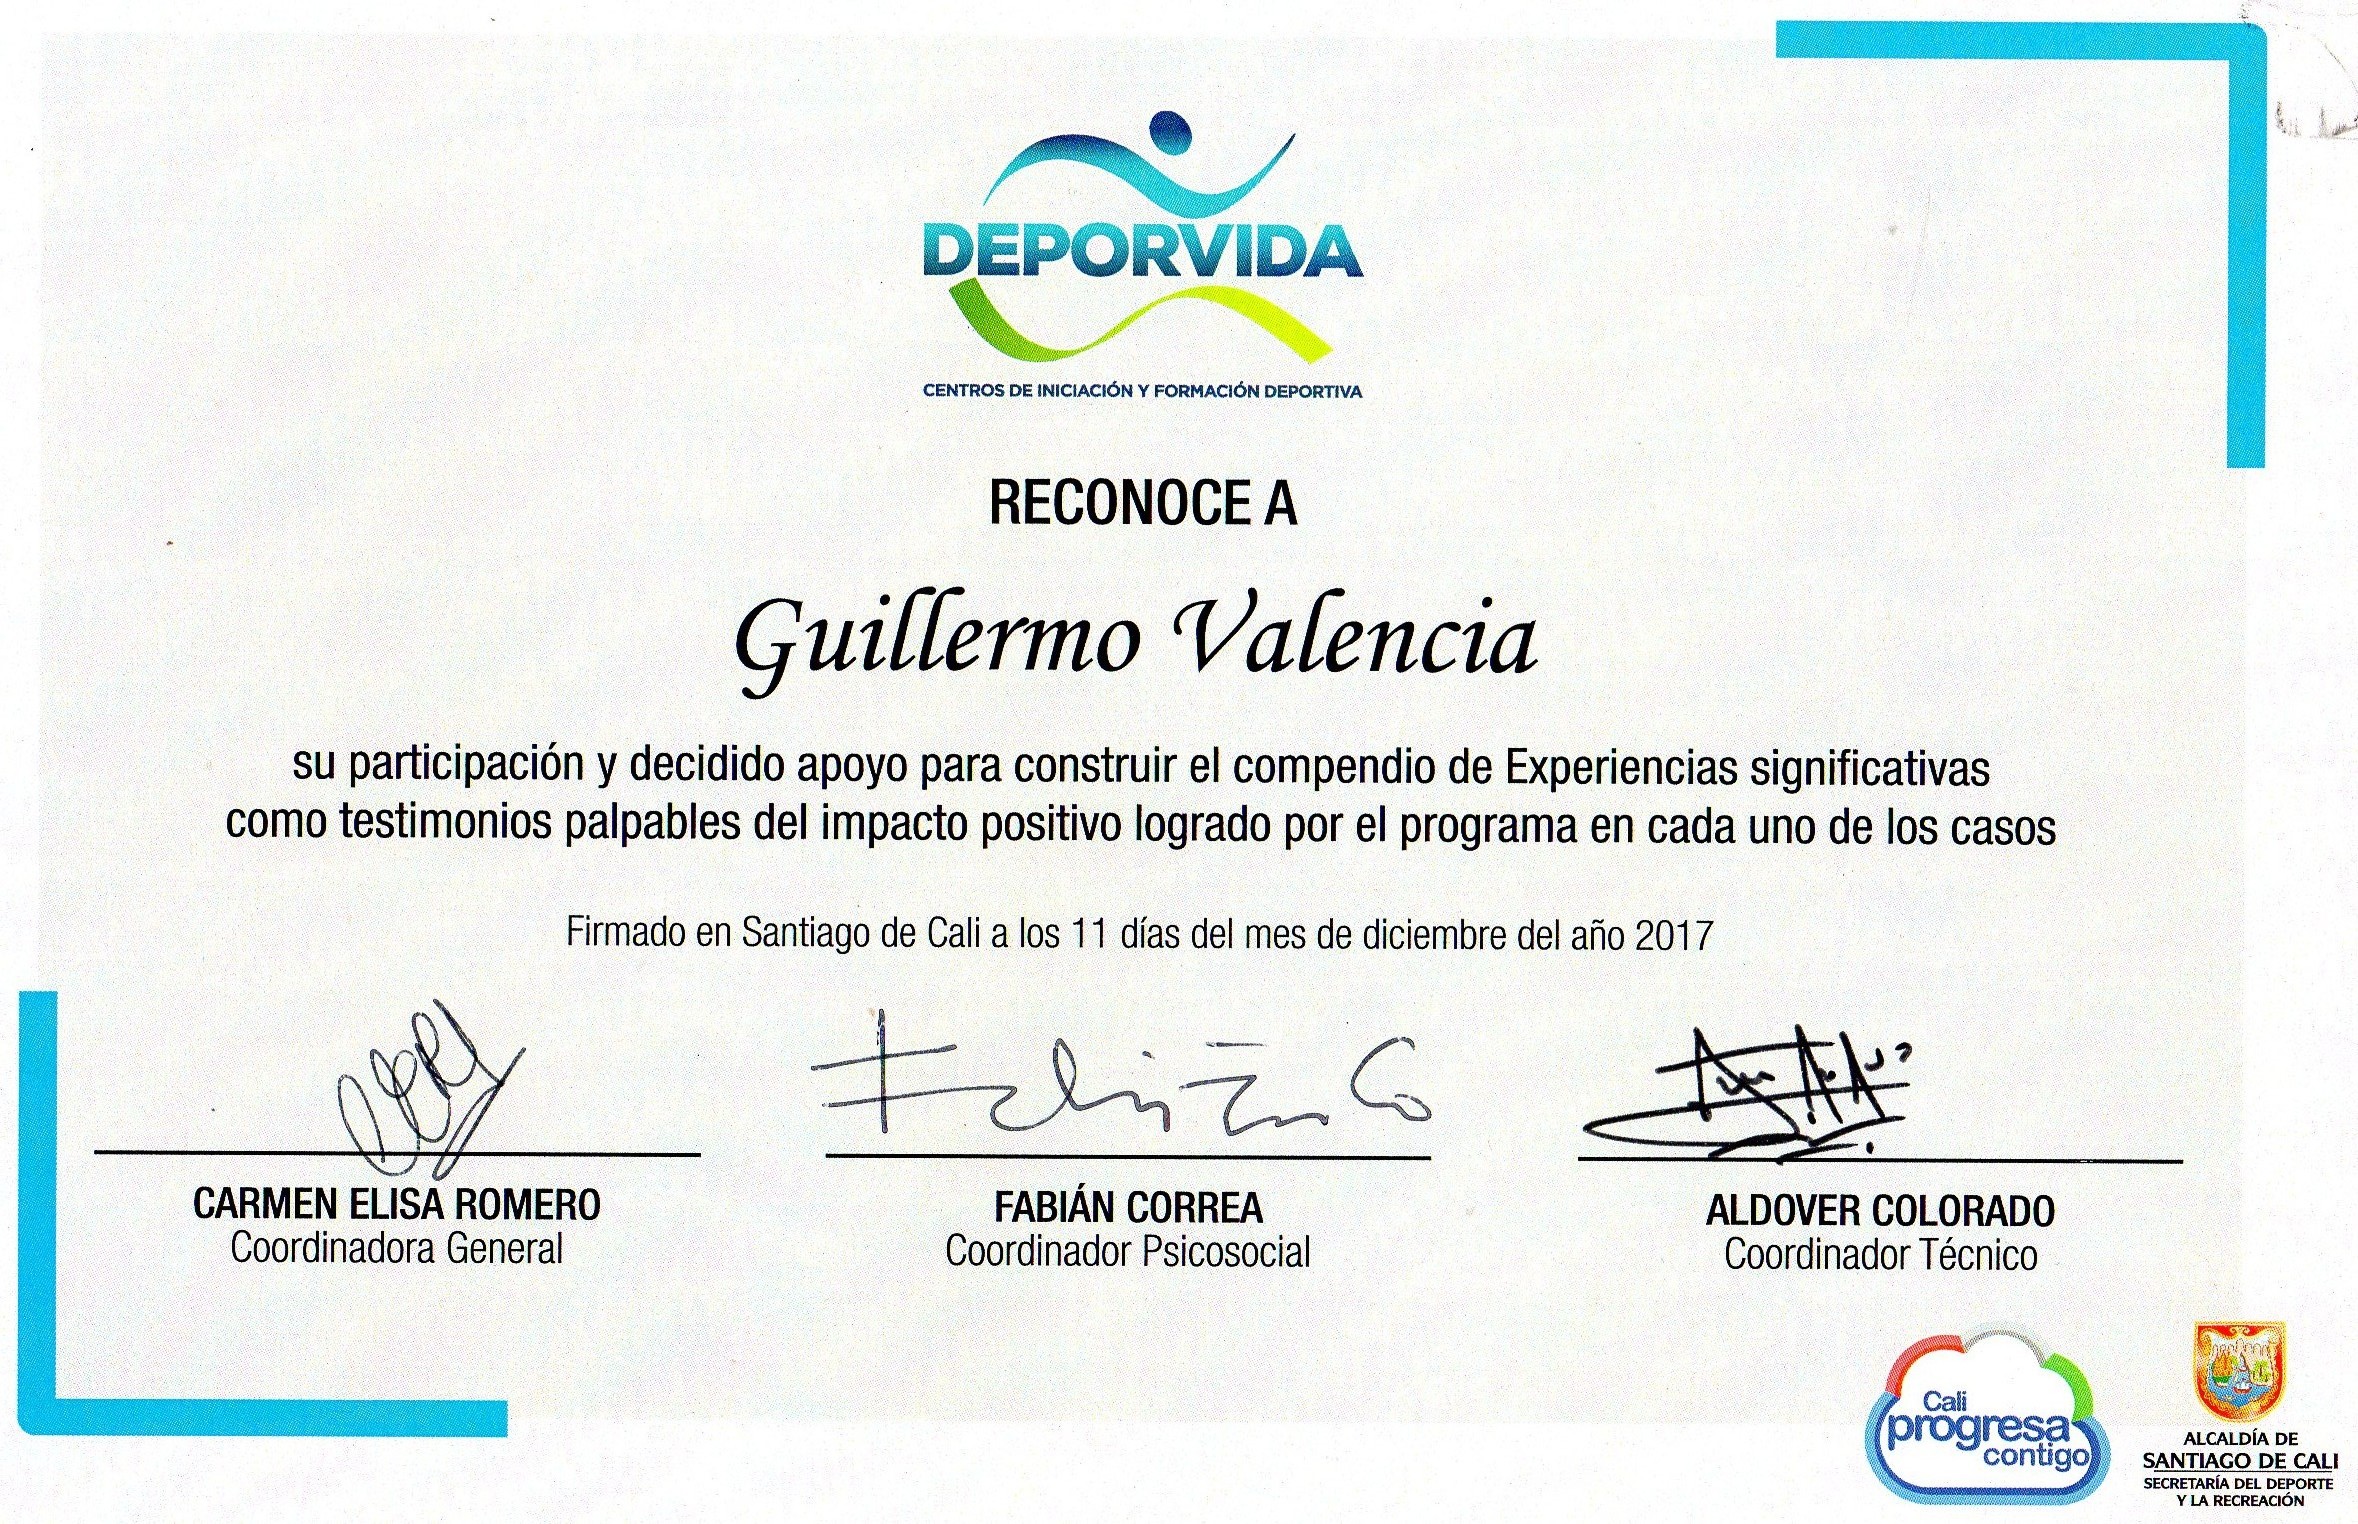 DEPORVIDA
CENTROS DE INICIACIÓN Y FORMACIÓN DEPORTIVA
RECONOCE A
Guillermo Valencia
su participación y decidido apoyo para construir el compendio de Experiencias significativas
como testimonios palpables del impacto positivo logrado por el programa en cada uno de los casos
Firmado en Santiago de Cali a los 11 días del mes de diciembre del año 2017
CARMEN ELISA ROMERO
Coordinadora General
FABIÁN CORREA
Coordinador Psicosocial
ALDOVER COLORADO
Coordinador Técnico
Cali
progresa
contigo
ALCALDÍA DE
SANTIAGO DE CALI
SECRETARÍA DEL DEPORTE
Y LA RECREACIÓN